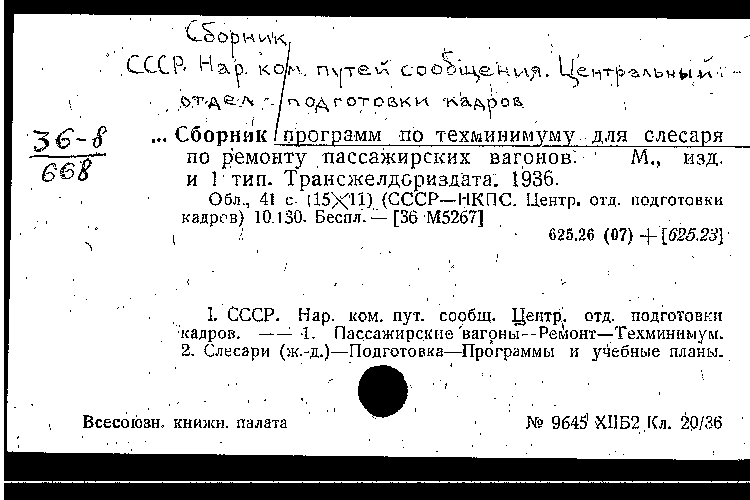 Сборник
СССР. Нар. ком. путей сообщения. Центральный
отдел подготовки кадров
36-8
668
... Сборник программ по техминимуму для слесаря
по ремонту пассажирских вагонов. М., изд.
и 1 тип. Трансжелдориздата. 1936.
Обл., 41 с. (15X11) (СССР—НКПС. Центр. отд. подготовки
кадров) 10.130. Беспл. — [36 М5267]
625.26 (07) + [625.23]
1. СССР. Нар. ком. пут. сообщ. Центр. отд. подготовки
кадров. —— 1. Пассажирские вагоны--Ремонт—Техминимум.
2. Слесари (ж.-д.)—Подготовка—Программы и учебные планы.
Всесоюзн. книжн. палата
№ 9645 XIIБ2 Кл. 20/36